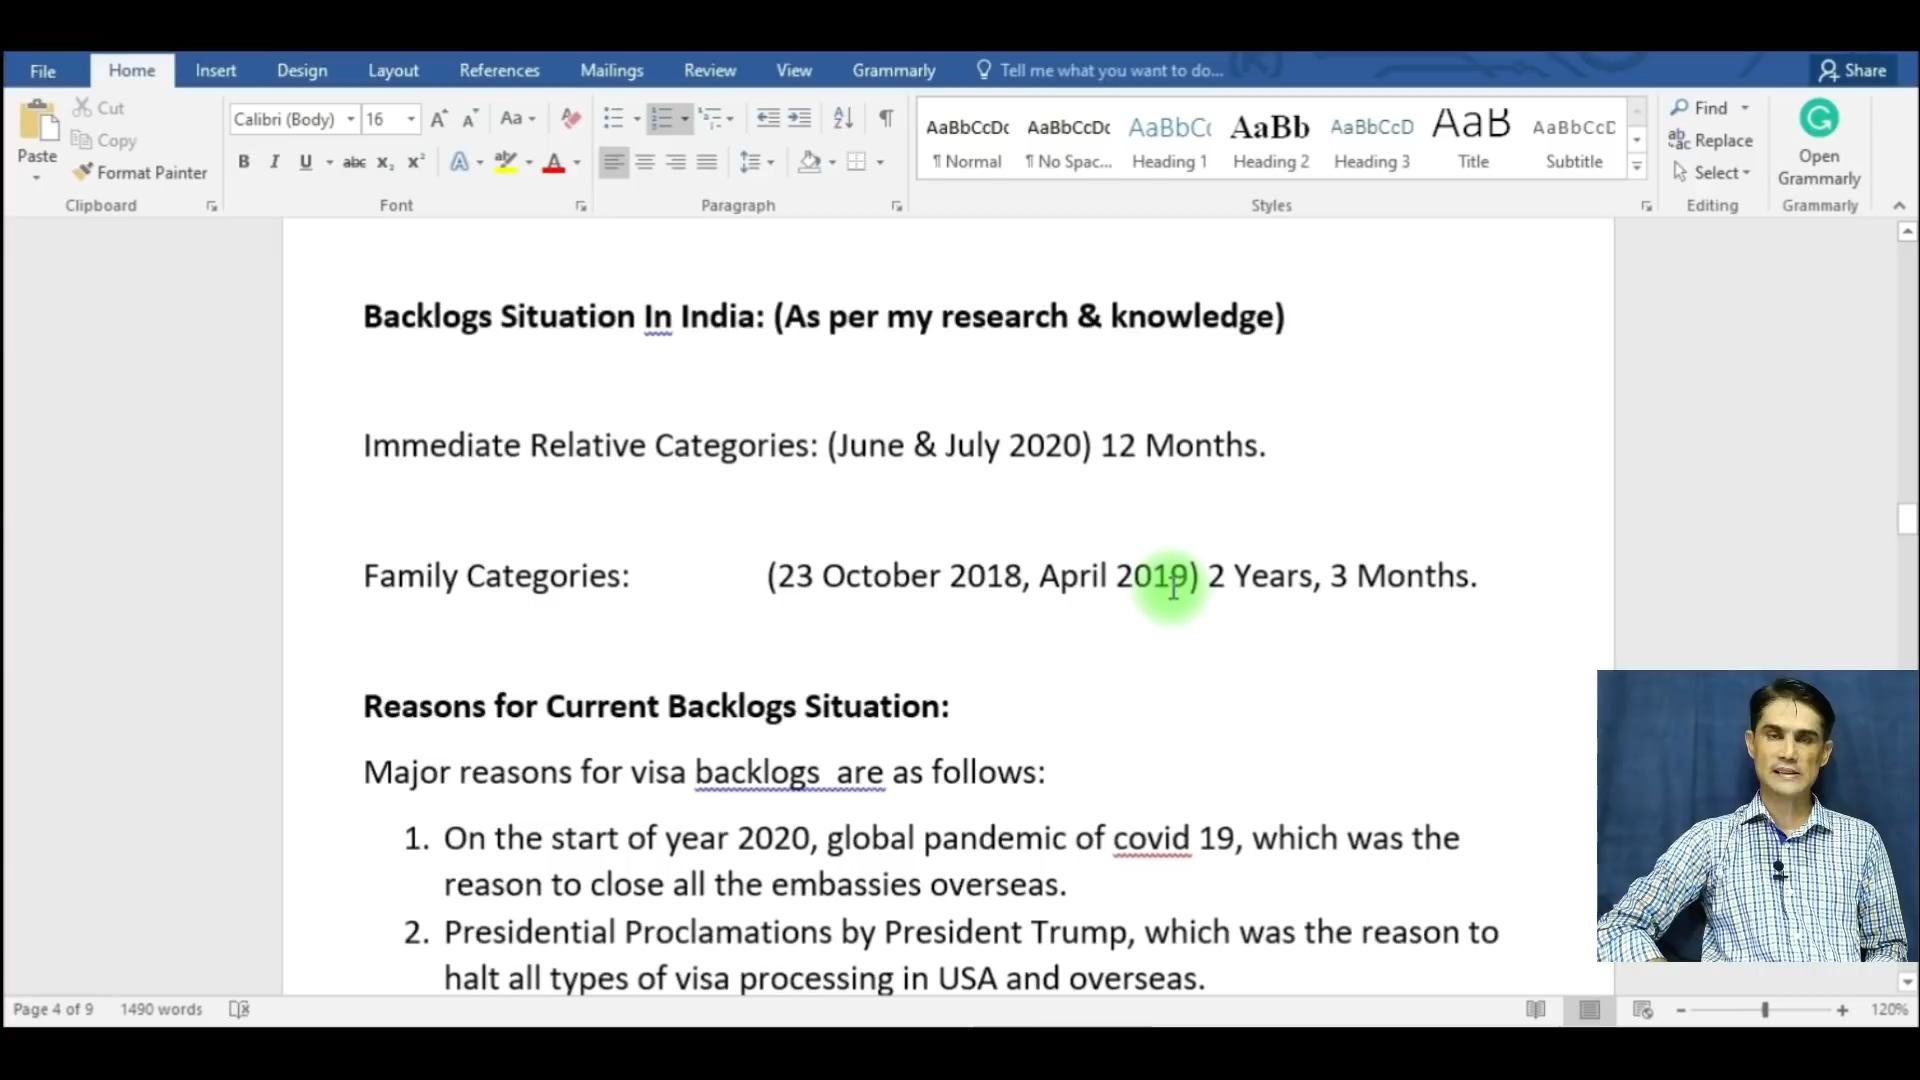 File Home Insert Design Layout References Mailings Review View Grammarly Tell me what you want to do... Share
Cut
Copy
Paste
Format Painter
Clipboard
Calibri (Body) 16 Aa
B I U abc X₂ X² A ab A
Font
Paragraph
AaBbCcDc AaBbCcDc AaBbC( AaBb AaBbCcD AaB AaBbCcD
¶ Normal ¶ No Spac... Heading 1 Heading 2 Heading 3 Title Subtitle
Styles
Find
Replace
Select
Editing
Open
Grammarly
Grammarly
Backlogs Situation In India: (As per my research & knowledge)
Immediate Relative Categories: (June & July 2020) 12 Months.
Family Categories: (23 October 2018, April 2019) 2 Years, 3 Months.
Reasons for Current Backlogs Situation:
Major reasons for visa backlogs  are as follows:
1. On the start of year 2020, global pandemic of covid 19, which was the
reason to close all the embassies overseas.
2. Presidential Proclamations by President Trump, which was the reason to
halt all types of visa processing in USA and overseas.
Page 4 of 9 1490 words 120%